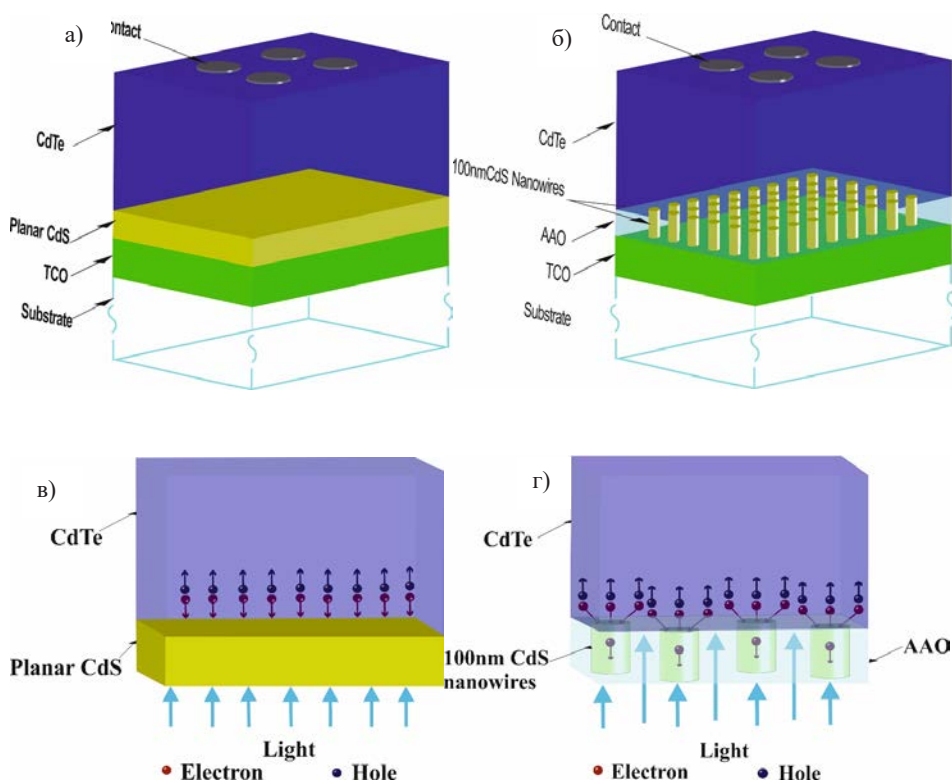 а)
ontact
CdTe
Planar CdS
TCO
Substrate
б)
Contact
CdTe
100nmCdS Nanowires
AAO
TCO
Substrate
в)
CdTe
Planar CdS
Light
Electron Hole
г)
CdTe
100nm CdS
nanowires
AAO
Light
Electron Hole